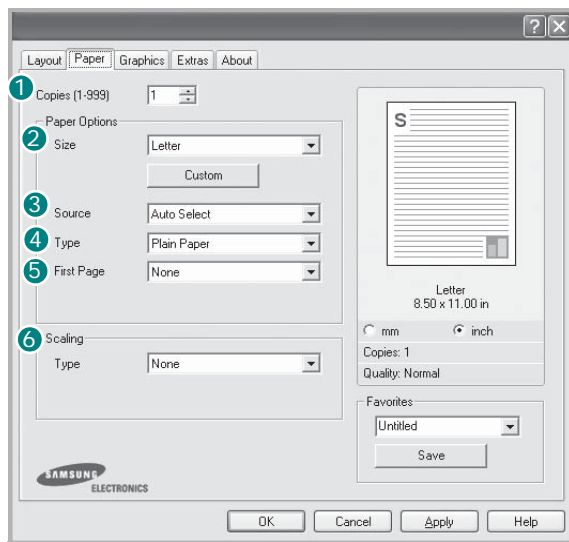 ? X
Layout Paper Graphics Extras About
1 Copies (1-999) 1
Paper Options
2 Size Letter
Custom
3 Source Auto Select
4 Type Plain Paper
5 First Page None
6 Scaling
Type None
S
Letter
8.50 x 11.00 in
mm inch
Copies: 1
Quality: Normal
Favorites
Untitled
Save
SAMSUNG
ELECTRONICS
OK Cancel Apply Help